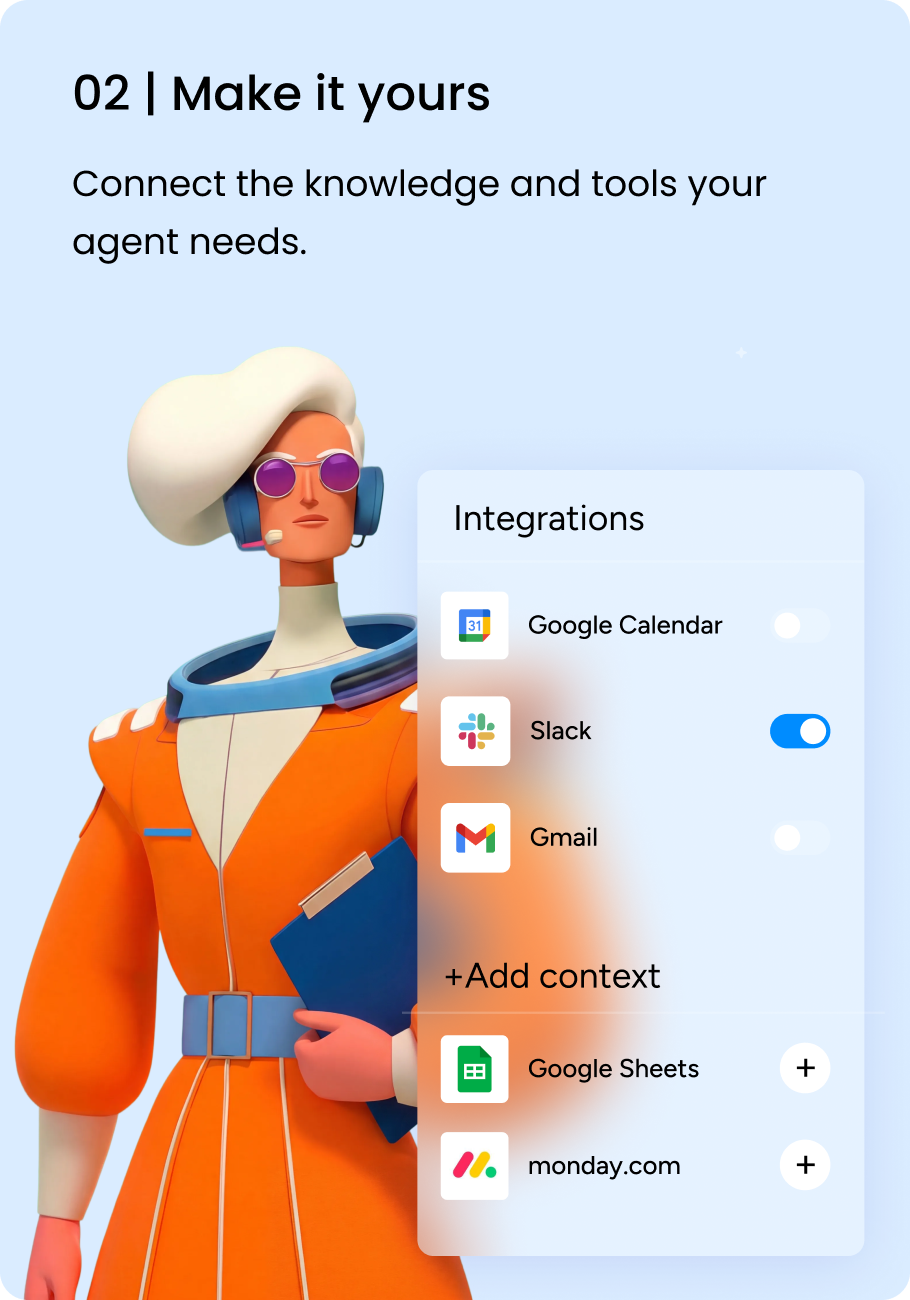 02 | Make it yours
Connect the knowledge and tools your
agent needs.
Integrations
31
Google Calendar
Slack
Gmail
+Add context
Google Sheets
+
monday.com
+